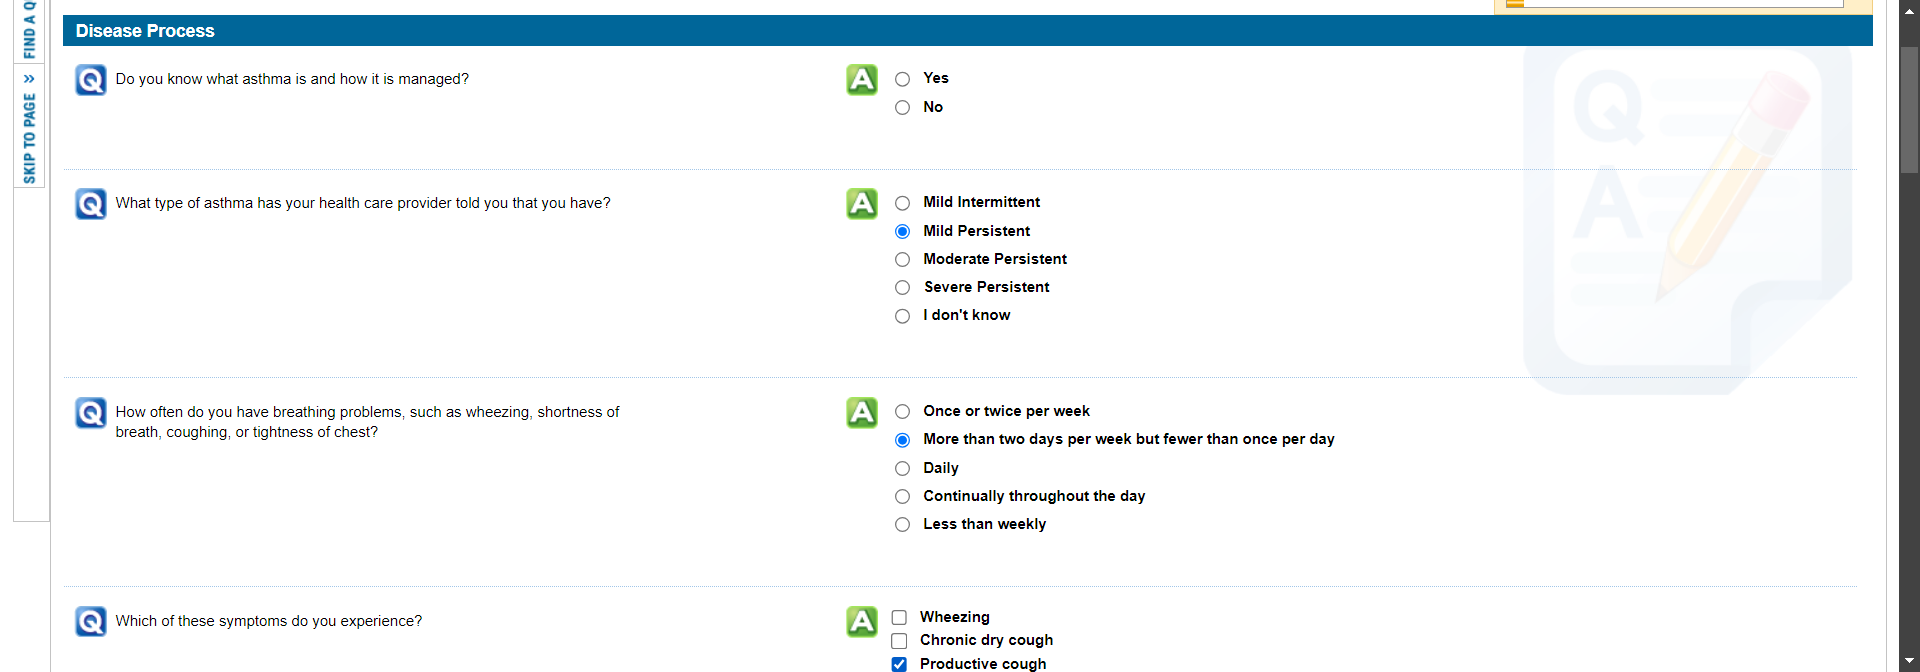 FIND A Q
SKIP TO PAGE »
Disease Process
Q Do you know what asthma is and how it is managed?
A Yes
No
Q What type of asthma has your health care provider told you that you have?
A Mild Intermittent
Mild Persistent
Moderate Persistent
Severe Persistent
I don't know
Q How often do you have breathing problems, such as wheezing, shortness of
breath, coughing, or tightness of chest?
A Once or twice per week
More than two days per week but fewer than once per day
Daily
Continually throughout the day
Less than weekly
Q Which of these symptoms do you experience?
A Wheezing
Chronic dry cough
Productive cough
Q
A